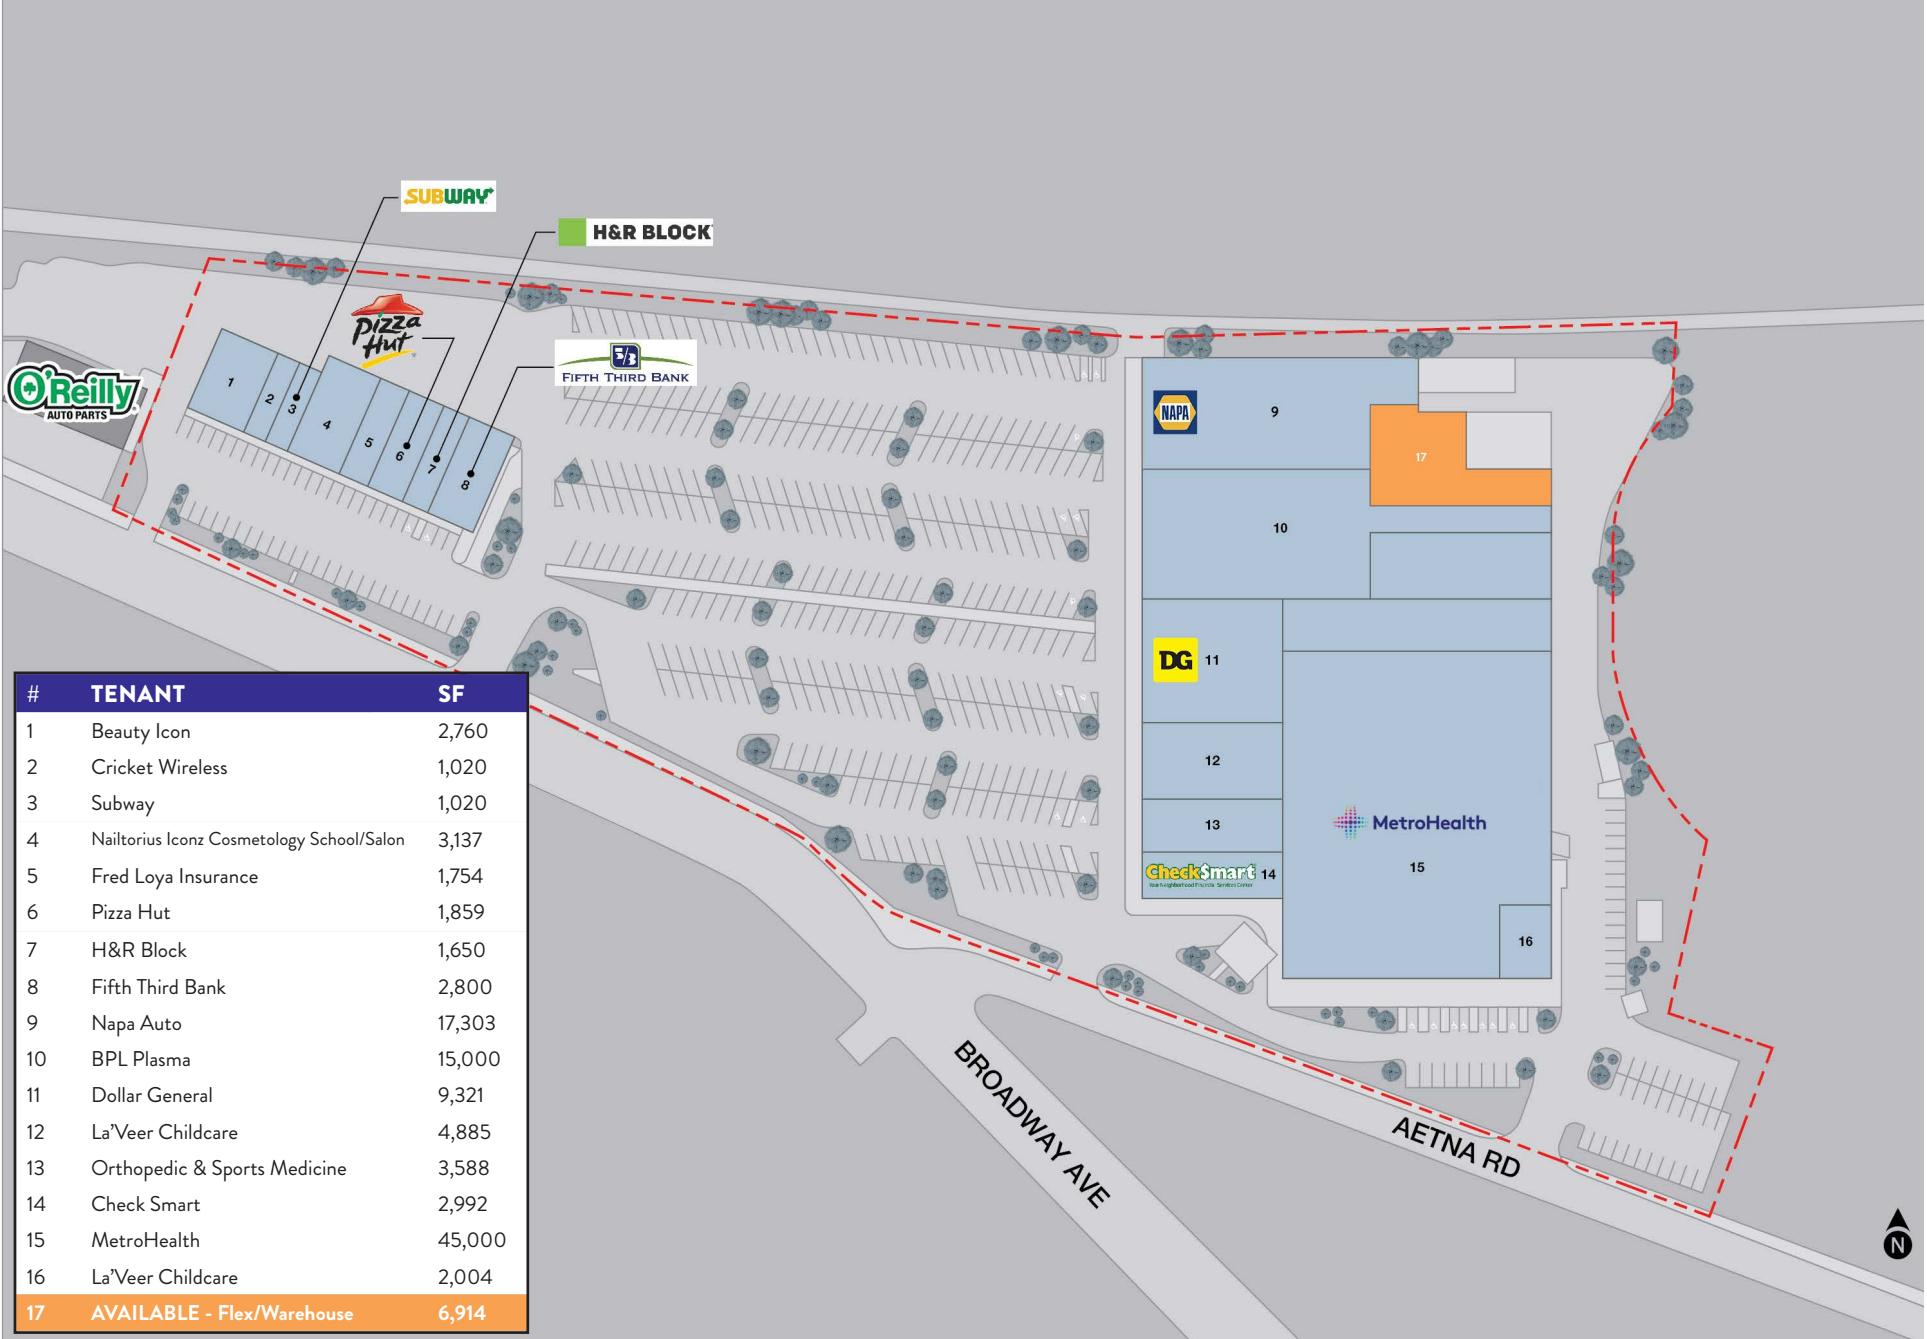 SUBWAY
H&R BLOCK
Pizza
Hut
5/3
FIFTH THIRD BANK
O'Reilly
AUTO PARTS
1
2
3
4
5
6
7
8
NAPA
9
17
10
DG
11
12
13
Check$mart
14
MetroHealth
15
16
BROADWAY AVE
AETNA RD
N
# TENANT SF
1 Beauty Icon 2,760
2 Cricket Wireless 1,020
3 Subway 1,020
4 Nailtorius Iconz Cosmetology School/Salon 3,137
5 Fred Loya Insurance 1,754
6 Pizza Hut 1,859
7 H&R Block 1,650
8 Fifth Third Bank 2,800
9 Napa Auto 17,303
10 BPL Plasma 15,000
11 Dollar General 9,321
12 La'Veer Childcare 4,885
13 Orthopedic & Sports Medicine 3,588
14 Check Smart 2,992
15 MetroHealth 45,000
16 La'Veer Childcare 2,004
17 AVAILABLE - Flex/Warehouse 6,914